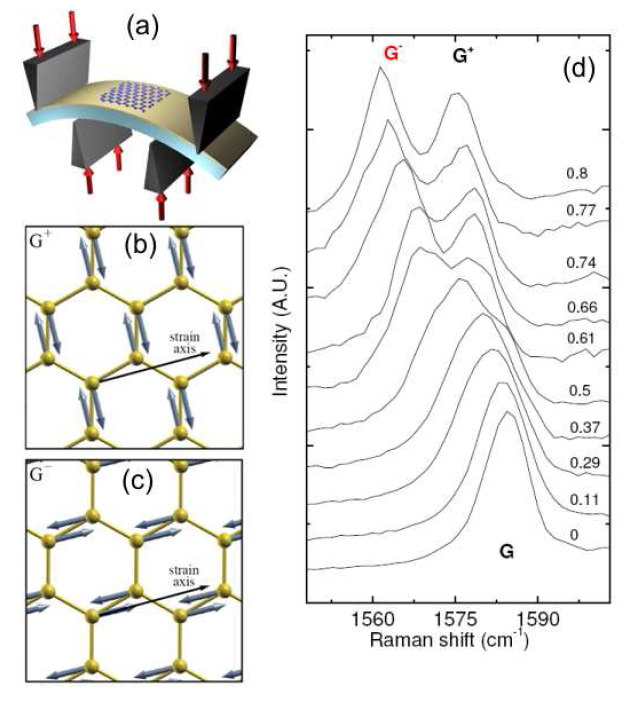 (a)
G+
(b)
strain
axis
G-
(c)
strain
axis
(d)
G-
G+
0.8
0.77
0.74
0.66
0.61
0.5
0.37
0.29
0.11
0
G
Intensity (A.U.)
1560
1575
1590
Raman shift (cm-1)